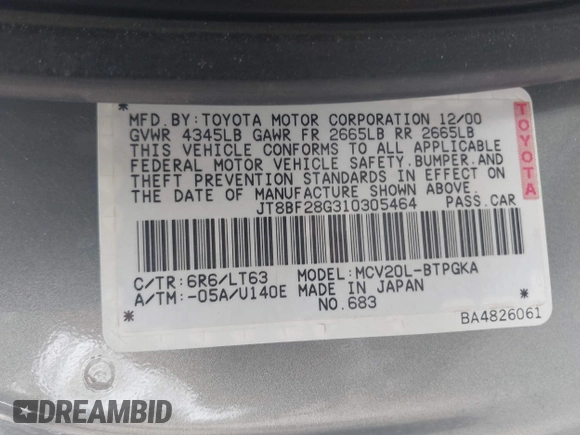 MFD.BY:TOYOTA MOTOR CORPORATION 12/00
GVWR 4345LB GAWR FR 2665LB RR 2665LB
THIS VEHICLE CONFORMS TO ALL APPLICABLE
FEDERAL MOTOR VEHICLE SAFETY,BUMPER,AND
THEFT PREVENTION STANDARDS IN EFFECT ON
THE DATE OF MANUFACTURE SHOWN ABOVE.
JT8BF28G310305464 PASS.CAR
C/TR:6R6/LT63 MODEL:MCV20L-BTPGKA
A/TM:-05A/U140E MADE IN JAPAN
NO.683
BA4826061
TOYOTA
DREAMBID